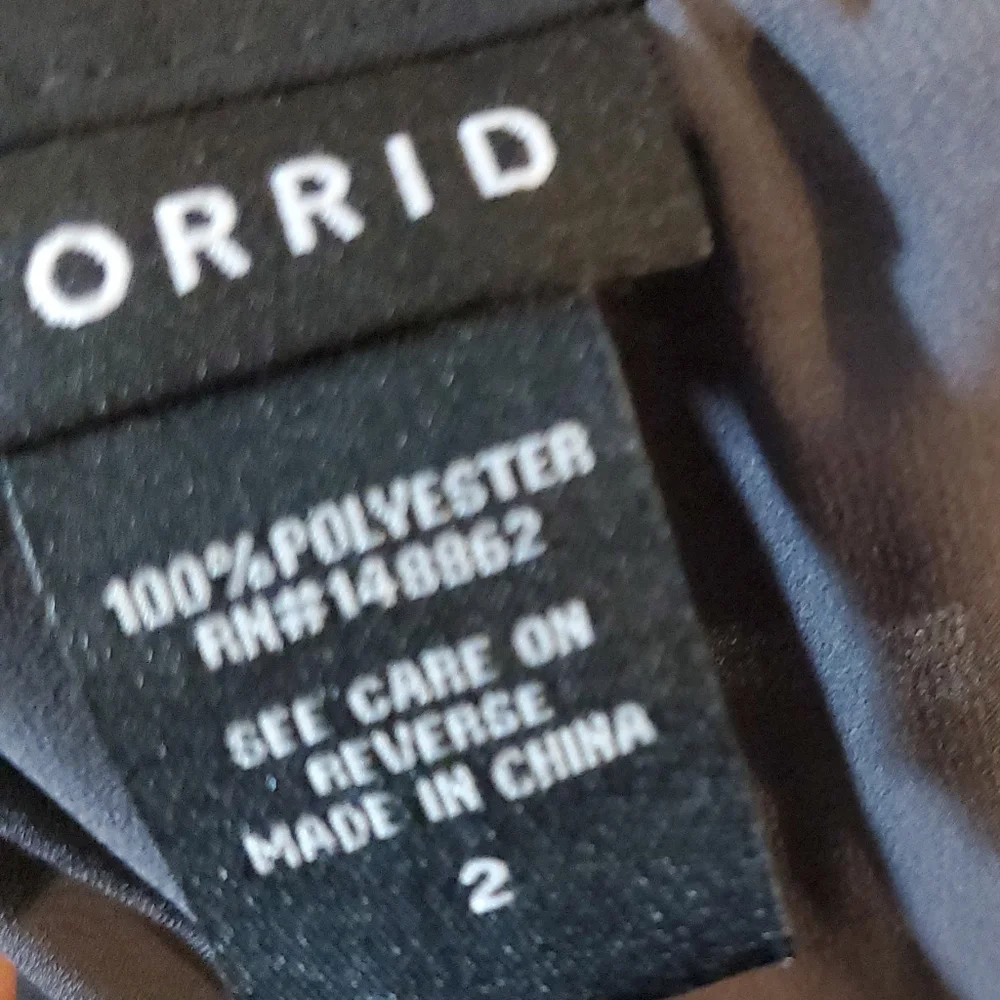 ORRID
100% POLYESTER
RN#148862
SEE CARE ON
REVERSE
MADE IN CHINA
2